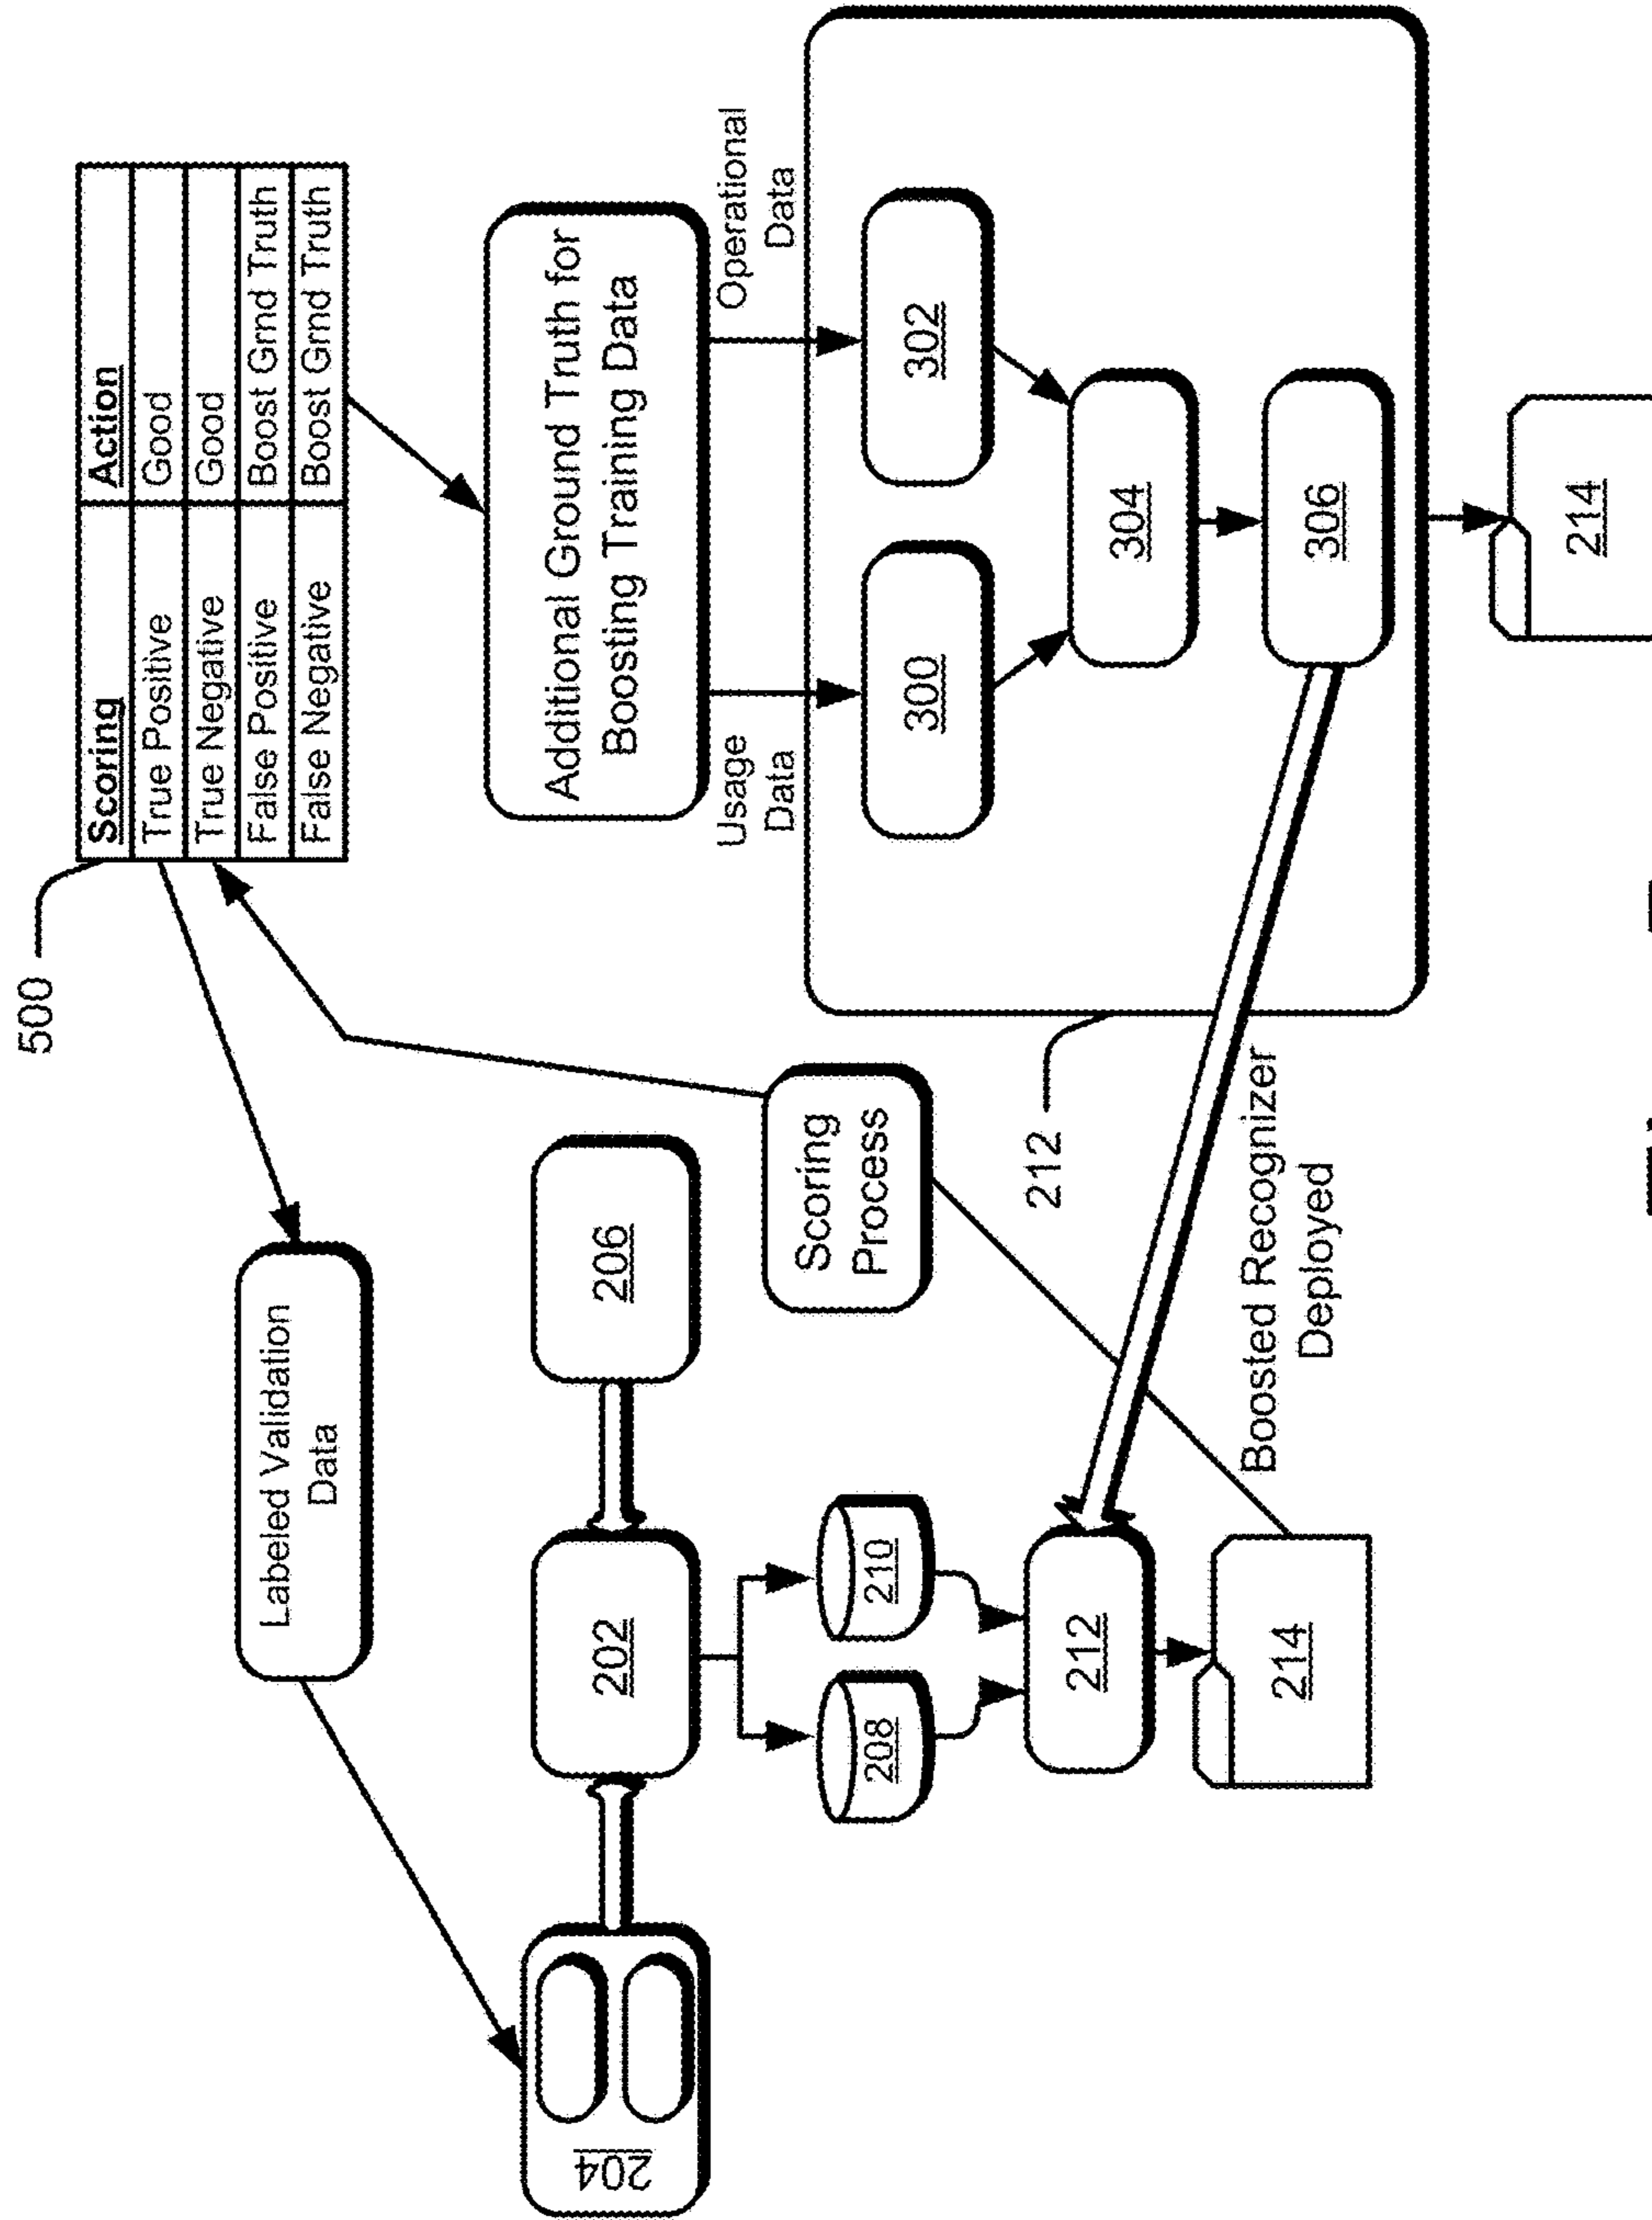 500
Scoring Action
True Positive Good
True Negative Good
False Positive Boost Grnd Truth
False Negative Boost Grnd Truth
Labeled Validation
Data
Additional Ground Truth for
Boosting Training Data
204
202
206
Usage
Data
Operational
Data
Scoring
Process
208
210
300
302
212
212
304
Boosted Recognizer
Deployed
306
214
214